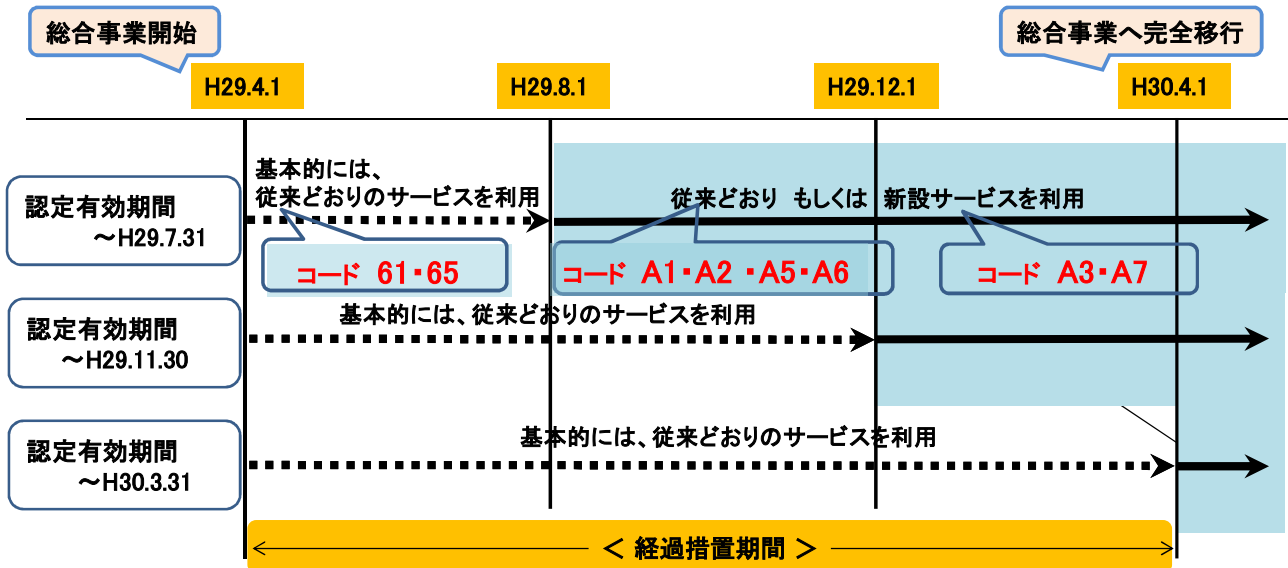 総合事業開始
総合事業へ完全移行
H29.4.1
H29.8.1
H29.12.1
H30.4.1
認定有効期間
～H29.7.31
基本的には、
従来どおりのサービスを利用
従来どおり もしくは 新設サービスを利用
コード 61・65
コード A1・A2 ・A5・A6
コード A3・A7
認定有効期間
～H29.11.30
基本的には、従来どおりのサービスを利用
認定有効期間
～H30.3.31
基本的には、従来どおりのサービスを利用
＜ 経過措置期間 ＞